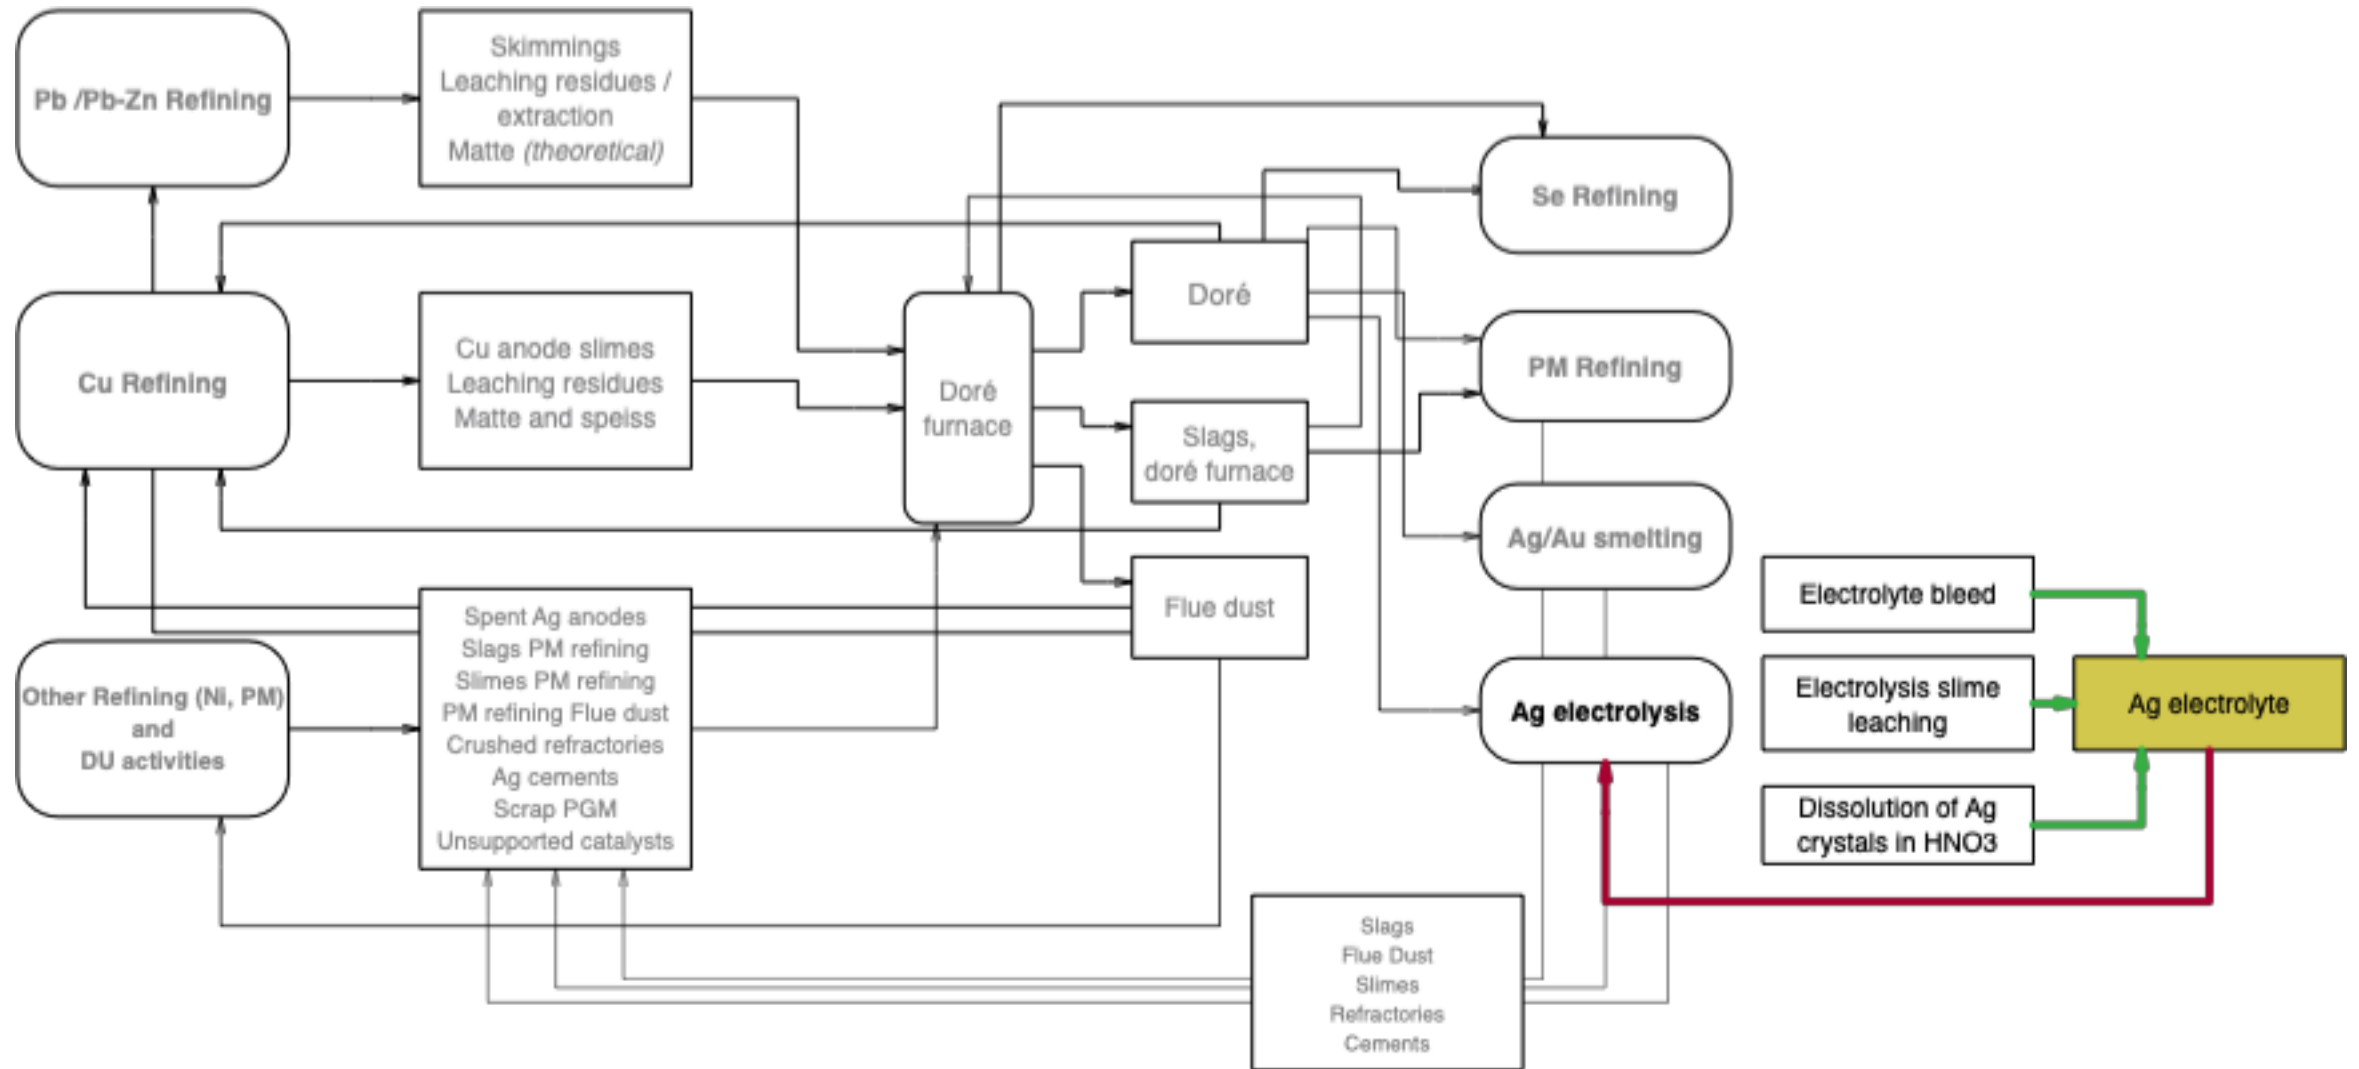 Pb /Pb-Zn Refining
Skimmings
Leaching residues /
extraction
Matte (theoretical)
Se Refining
Cu Refining
Cu anode slimes
Leaching residues
Matte and speiss
Doré
furnace
Doré
PM Refining
Slags,
doré furnace
Ag/Au smelting
Flue dust
Other Refining (Ni, PM)
and
DU activities
Spent Ag anodes
Slags PM refining
Slimes PM refining
PM refining Flue dust
Crushed refractories
Ag cements
Scrap PGM
Unsupported catalysts
Ag electrolysis
Electrolyte bleed
Electrolysis slime
leaching
Dissolution of Ag
crystals in HNO3
Ag electrolyte
Slags
Flue Dust
Slimes
Refractories
Cements